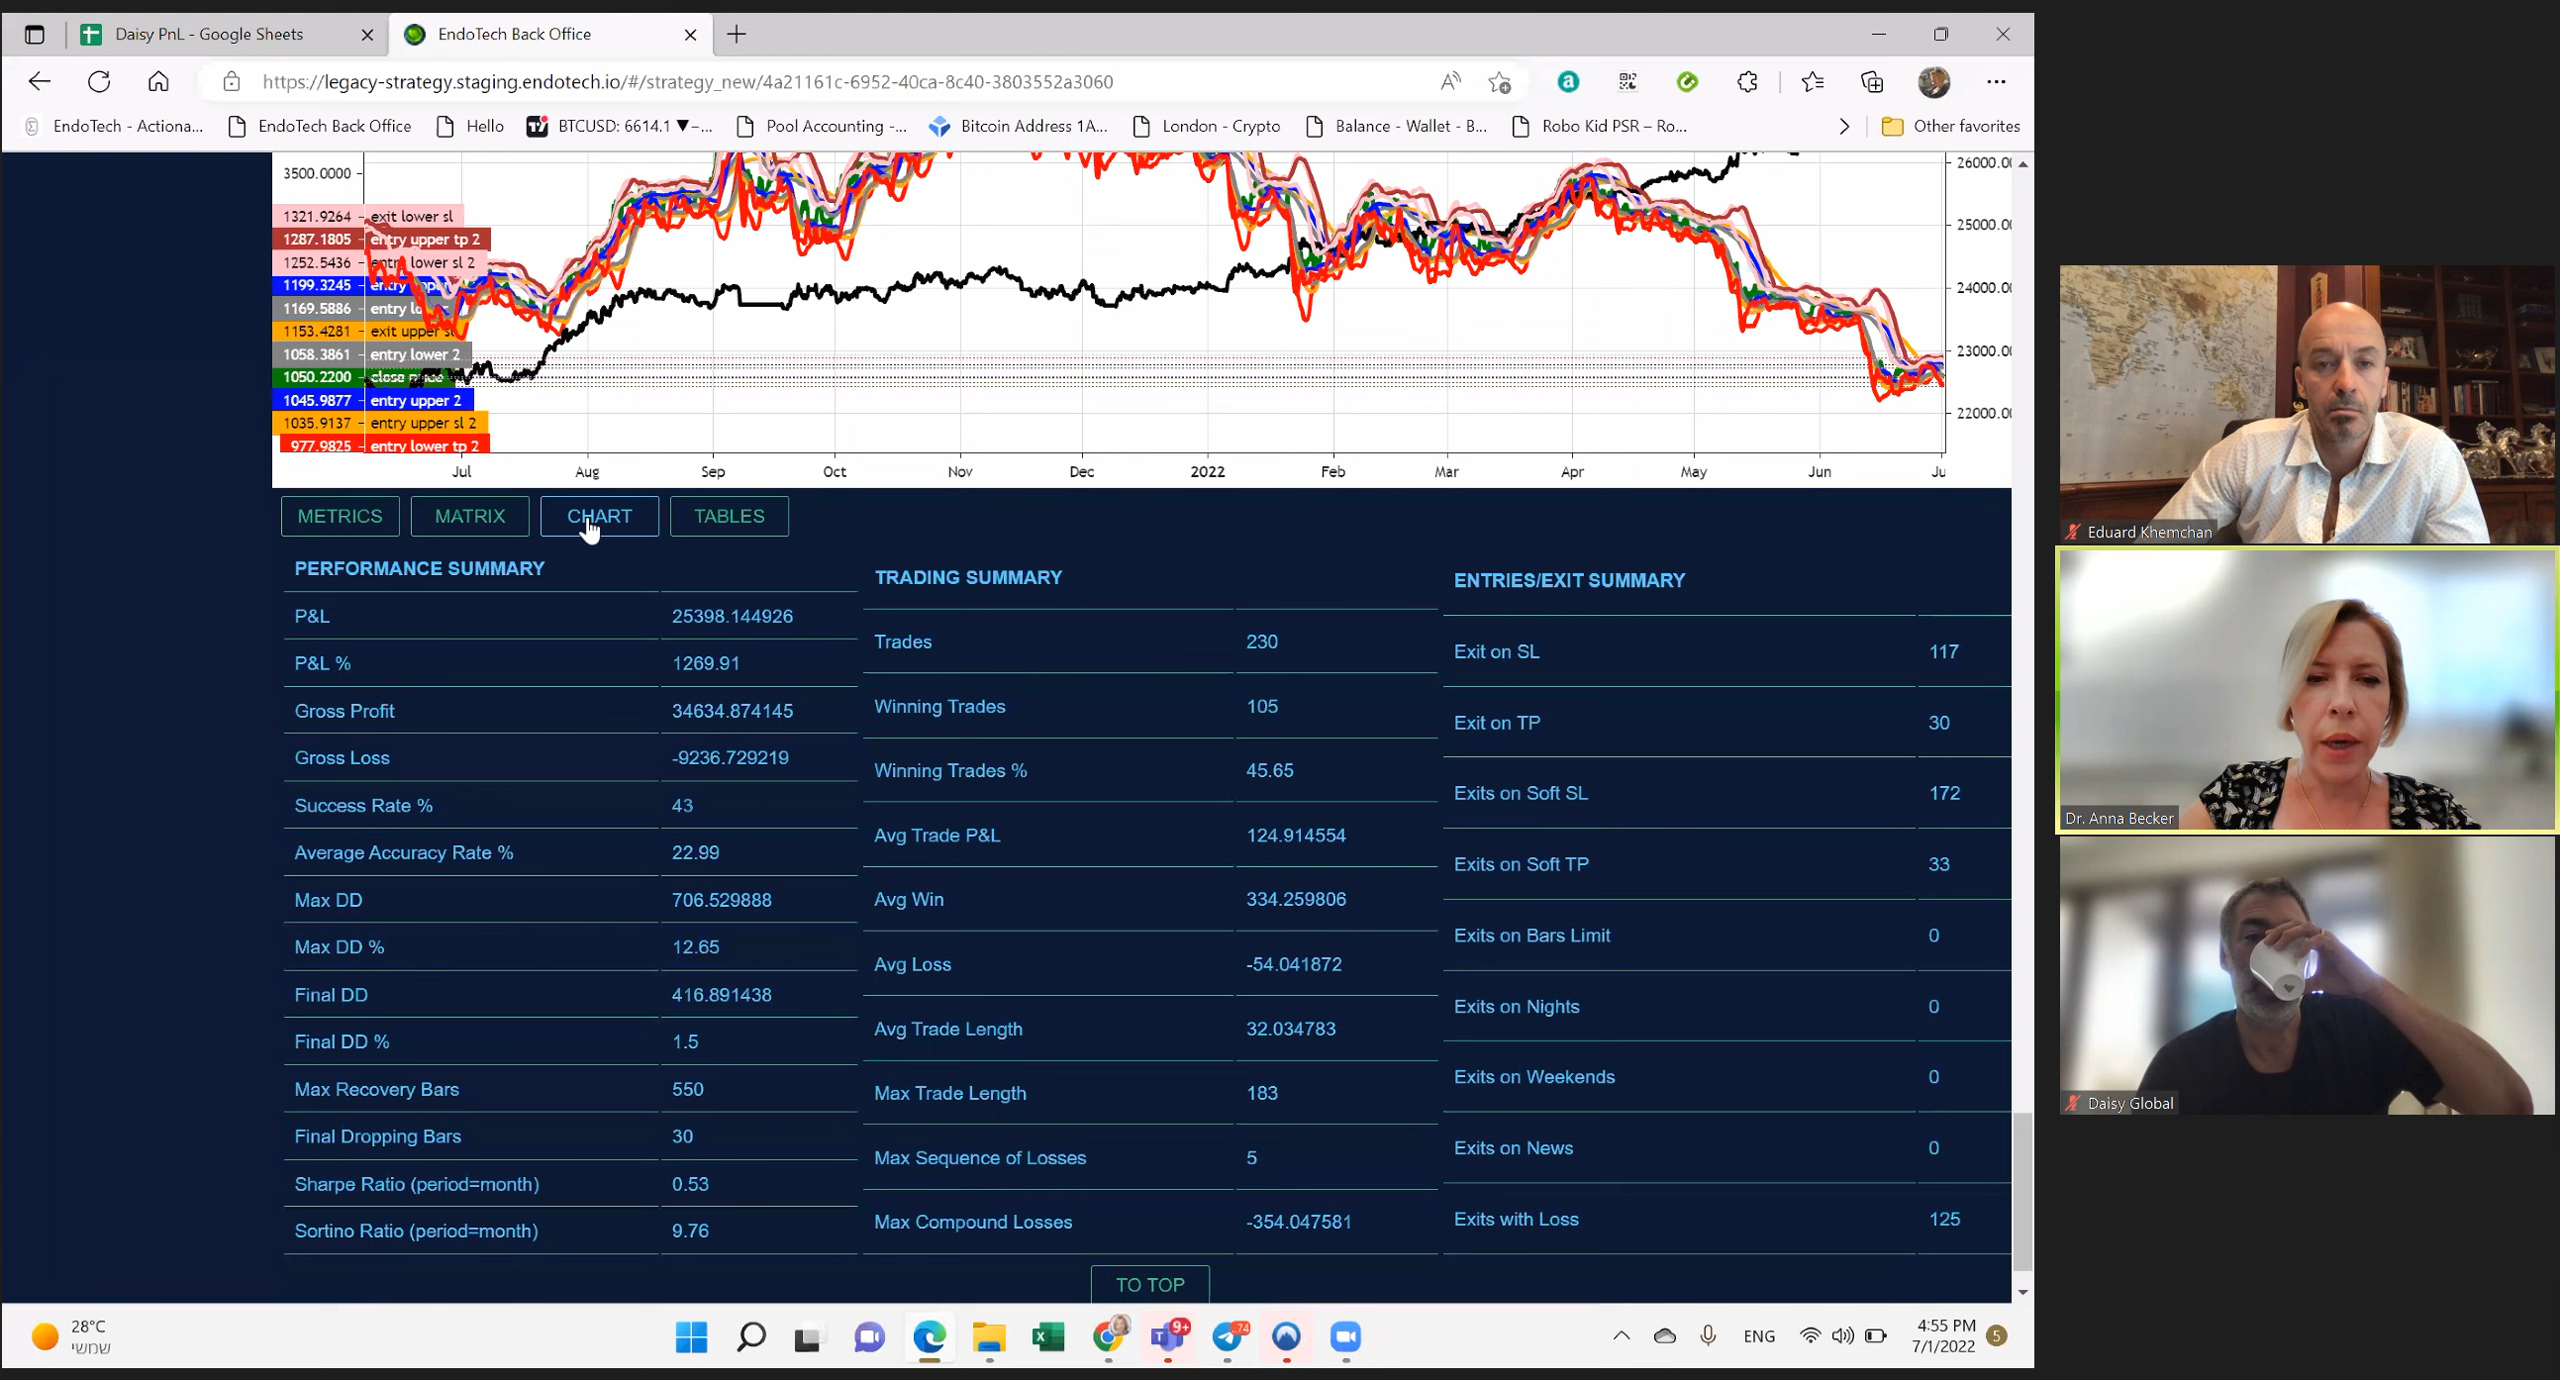 Daisy PnL - Google Sheets
EndoTech Back Office
https://legacy-strategy.staging.endotech.io/#/strategy_new/4a21161c-6952-40ca-8c40-3803552a3060
EndoTech - Actiona...
EndoTech Back Office
Hello
BTCUSD: 6614.1 ▼−...
Pool Accounting -...
Bitcoin Address 1A...
London - Crypto
Balance - Wallet - B...
Robo Kid PSR – Ro...
Other favorites
3500.0000
1321.9264 exit lower sl
1287.1805 entry upper tp 2
1252.5436 entry lower sl 2
1199.3245
1169.5886
1153.4281 exit upper sl
1058.3861 entry lower 2
1050.2200 close price
1045.9877 entry upper 2
1035.9137 entry upper sl 2
977.9825 entry lower tp 2
26000.0
25000.0
24000.0
23000.0
22000.0
Jul Aug Sep Oct Nov Dec 2022 Feb Mar Apr May Jun Ju
METRICS MATRIX CHART TABLES
PERFORMANCE SUMMARY
P&L 25398.144926
P&L % 1269.91
Gross Profit 34634.874145
Gross Loss -9236.729219
Success Rate % 43
Average Accuracy Rate % 22.99
Max DD 706.529888
Max DD % 12.65
Final DD 416.891438
Final DD % 1.5
Max Recovery Bars 550
Final Dropping Bars 30
Sharpe Ratio (period=month) 0.53
Sortino Ratio (period=month) 9.76
TRADING SUMMARY
Trades 230
Winning Trades 105
Winning Trades % 45.65
Avg Trade P&L 124.914554
Avg Win 334.259806
Avg Loss -54.041872
Avg Trade Length 32.034783
Max Trade Length 183
Max Sequence of Losses 5
Max Compound Losses -354.047581
ENTRIES/EXIT SUMMARY
Exit on SL 117
Exit on TP 30
Exits on Soft SL 172
Exits on Soft TP 33
Exits on Bars Limit 0
Exits on Nights 0
Exits on Weekends 0
Exits on News 0
Exits with Loss 125
TO TOP
Eduard Khemchan
Dr. Anna Becker
Daisy Global
28°C
שמשי
9+
74
ENG
4:55 PM
7/1/2022
5